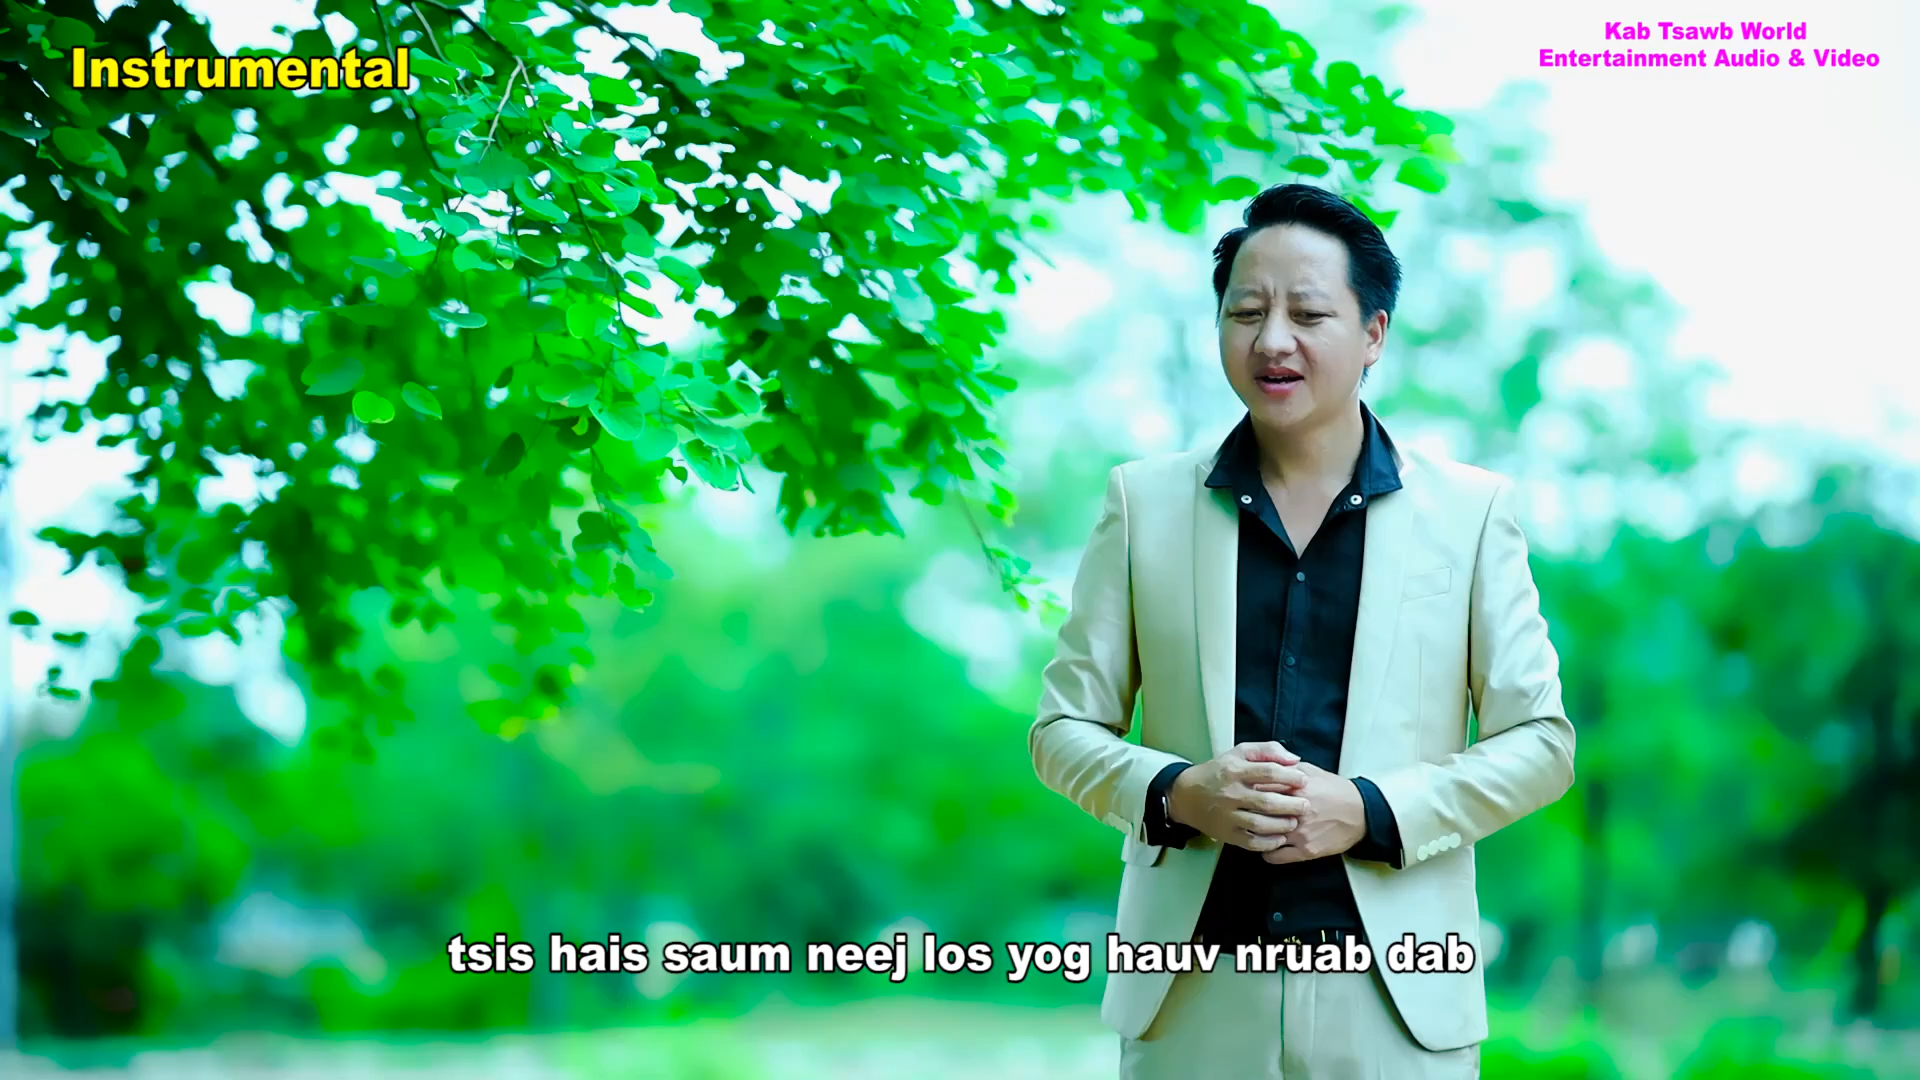 Instrumental
Kab Tsawb World
Entertainment Audio & Video
tsis hais saum neej los yog hauv nruab dab